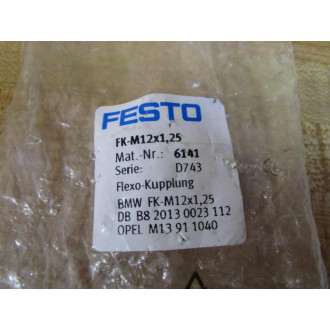 FESTO
FK-M12x1,25
Mat.-Nr.: 6141
Serie: D743
Flexo-Kupplung
BMW FK-M12x1,25
DB B8 2013 0023 112
OPEL M13 91 1040